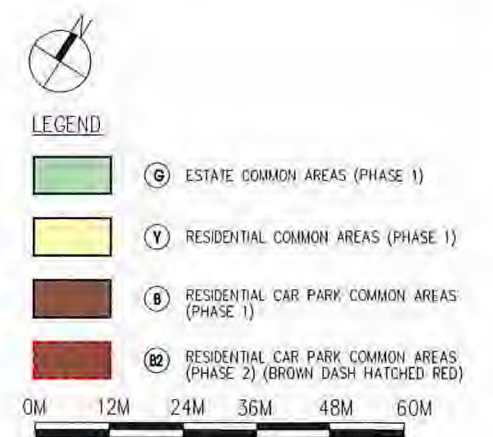 N
LEGEND
G ESTATE COMMON AREAS (PHASE 1)
Y RESIDENTIAL COMMON AREAS (PHASE 1)
B RESIDENTIAL CAR PARK COMMON AREAS
(PHASE 1)
B2 RESIDENTIAL CAR PARK COMMON AREAS
(PHASE 2) (BROWN DASH HATCHED RED)
0M 12M 24M 36M 48M 60M